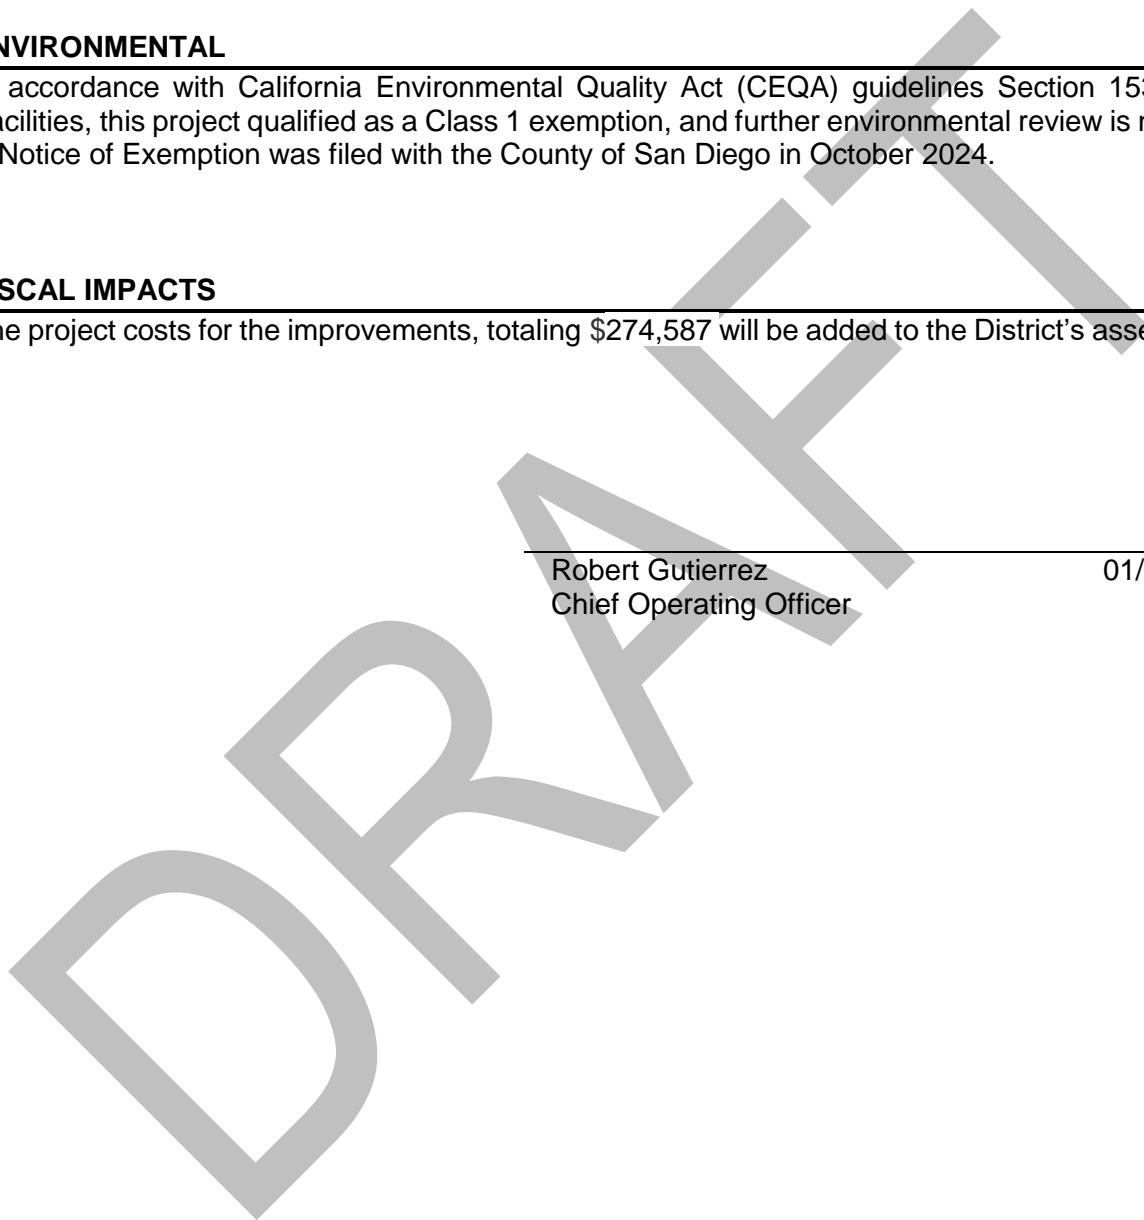 NVIRONMENTAL
accordance with California Environmental Quality Act (CEQA) guidelines Section 153
acilities, this project qualified as a Class 1 exemption, and further environmental review is
Notice of Exemption was filed with the County of San Diego in October 2024.
SCAL IMPACTS
he project costs for the improvements, totaling $274,587 will be added to the District’s asse
Robert Gutierrez 01/
Chief Operating Officer
DRAFT